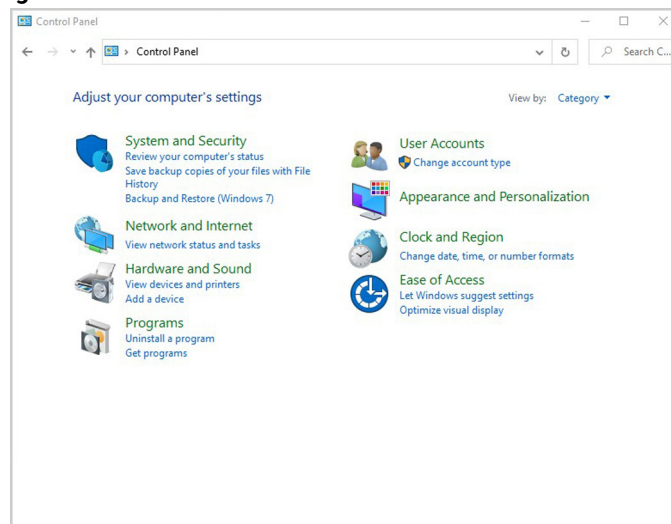 Control Panel
Control Panel
Search C...
Adjust your computer's settings
View by: Category
System and Security
Review your computer's status
Save backup copies of your files with File
History
Backup and Restore (Windows 7)
Network and Internet
View network status and tasks
Hardware and Sound
View devices and printers
Add a device
Programs
Uninstall a program
Get programs
User Accounts
Change account type
Appearance and Personalization
Clock and Region
Change date, time, or number formats
Ease of Access
Let Windows suggest settings
Optimize visual display